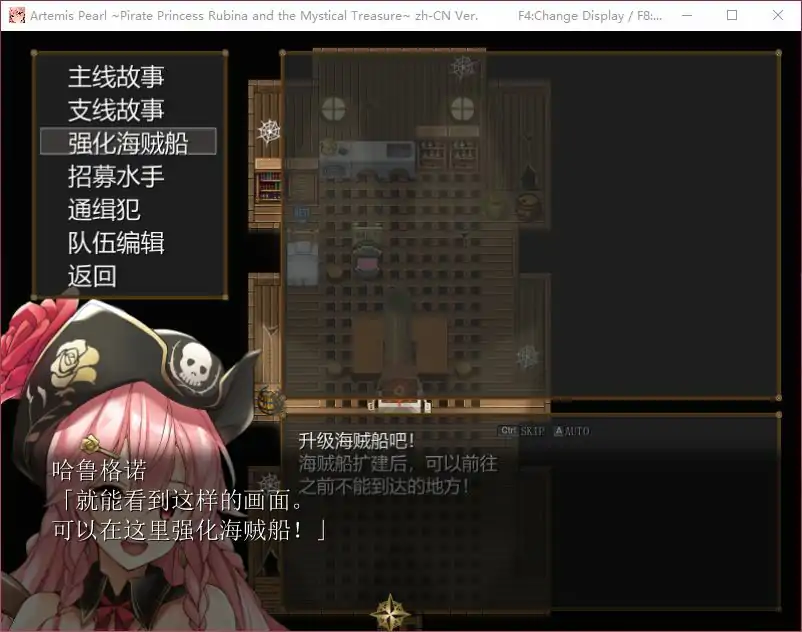 Artemis Pearl ~Pirate Princess Rubina and the Mystical Treasure~ zh-CN Ver.
F4:Change Display / F8:...
主线故事
支线故事
强化海贼船
招募水手
通缉犯
队伍编辑
返回
升级海贼船吧！
Ctrl SKIP A AUTO
海贼船扩建后，可以前往
之前不能到达的地方！
哈鲁格诺
「就能看到这样的画面。
可以在这里强化海贼船！」